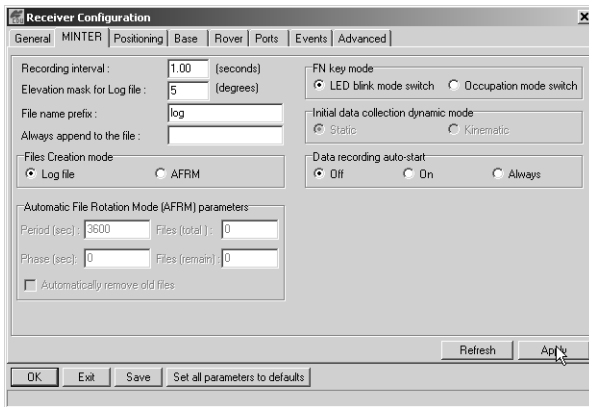 Receiver Configuration
General MINTER Positioning Base Rover Ports Events Advanced
Recording interval : 1.00 (seconds)
Elevation mask for Log file : 5 (degrees)
File name prefix : log
Always append to the file :
Files Creation mode
Log file AFRM
Automatic File Rotation Mode (AFRM) parameters
Period (sec) : 3600 Files (total ) : 0
Phase (sec): 0 Files (remain) : 0
Automatically remove old files
FN key mode
LED blink mode switch Occupation mode switch
Initial data collection dynamic mode
Static Kinematic
Data recording auto-start
Off On Always
Refresh Apply
OK Exit Save Set all parameters to defaults